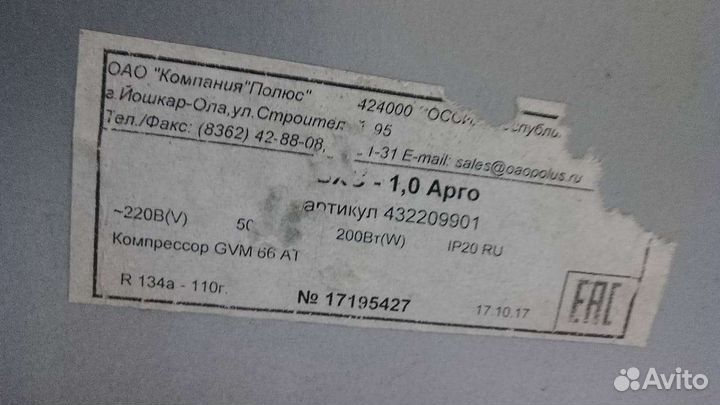 ОАО "Компания"Полюс"
424000
г.Йошкар-Ола,ул.Строител 95
Тел./Факс: (8362) 42-88-08, 1-31 E-mail: sales@oaopolus.ru
- 1,0 Арго
артикул 432209901
~220В(V) 50 200Вт(W) IP20 RU
Компрессор GVM 66 AT
R 134a - 110г.
№ 17195427
17.10.17
EAC
Avito